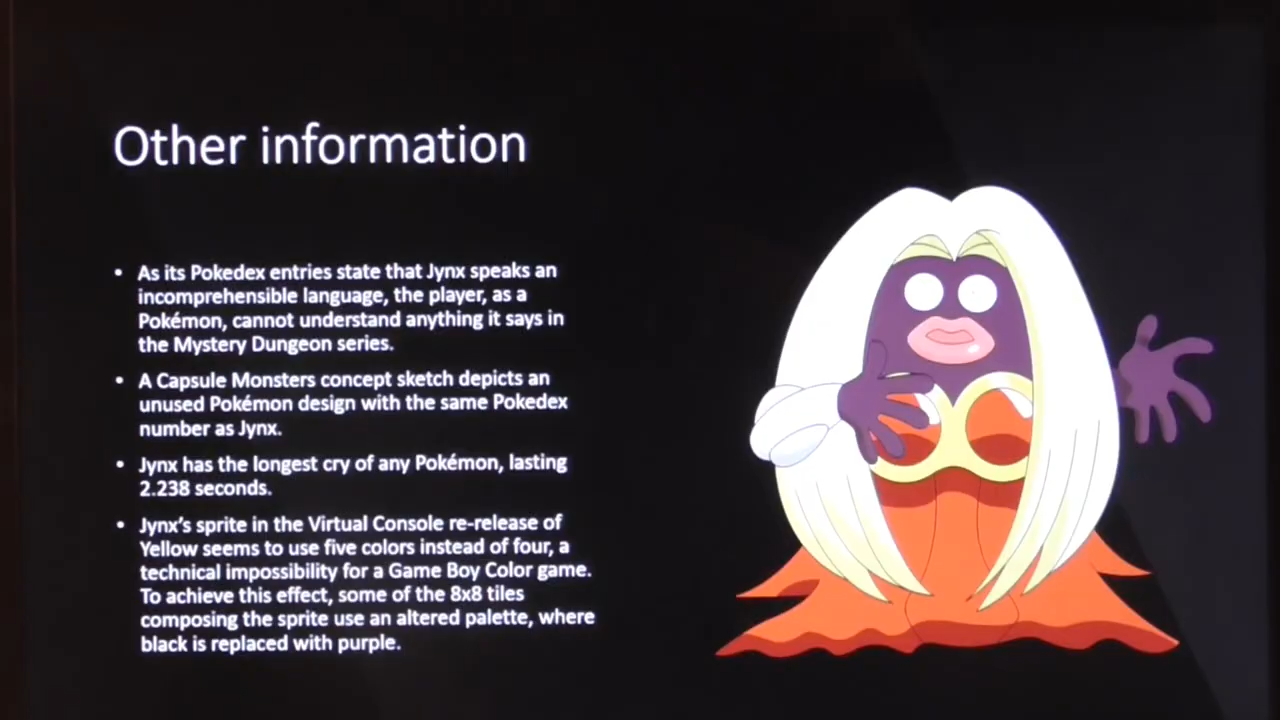 Other information
• As its Pokedex entries state that Jynx speaks an
incomprehensible language, the player, as a
Pokémon, cannot understand anything it says in
the Mystery Dungeon series.
• A Capsule Monsters concept sketch depicts an
unused Pokémon design with the same Pokedex
number as Jynx.
• Jynx has the longest cry of any Pokémon, lasting
2.238 seconds.
• Jynx’s sprite in the Virtual Console re-release of
Yellow seems to use five colors instead of four, a
technical impossibility for a Game Boy Color game.
To achieve this effect, some of the 8x8 tiles
composing the sprite use an altered palette, where
black is replaced with purple.